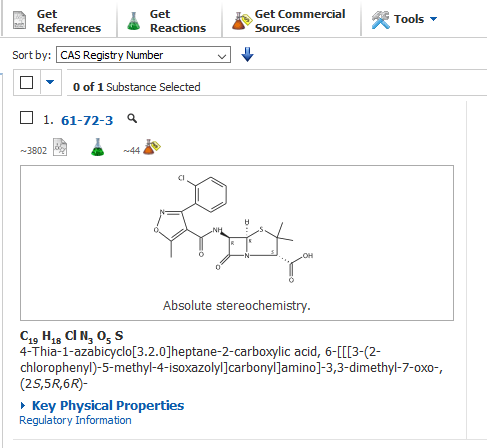 Get References
Get Reactions
Get Commercial Sources
Tools
Sort by: CAS Registry Number
0 of 1 Substance Selected
1. 61-72-3
~3802
~44
Cl
N
O
NH
O
H
R
R
S
S
N
O
OH
O
Absolute stereochemistry.
C19 H18 Cl N3 O5 S
4-Thia-1-azabicyclo[3.2.0]heptane-2-carboxylic acid, 6-[[[3-(2-
chlorophenyl)-5-methyl-4-isoxazolyl]carbonyl]amino]-3,3-dimethyl-7-oxo-,
(2S,5R,6R)-
Key Physical Properties
Regulatory Information